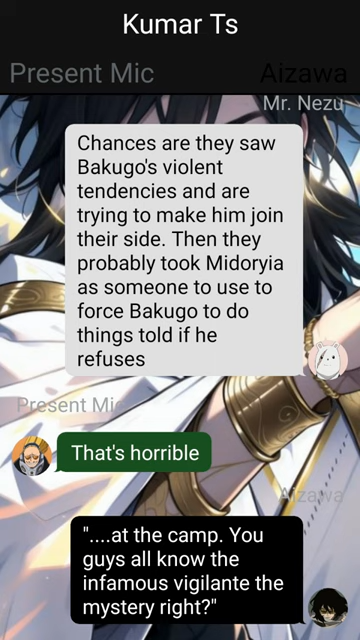 Kumar Ts
Present Mic
Aizawa
Mr. Nezu
Chances are they saw
Bakugo's violent
tendencies and are
trying to make him join
their side. Then they
probably took Midoryia
as someone to use to
force Bakugo to do
things told if he
refuses
Present Mic
That's horrible
Aizawa
"....at the camp. You
guys all know the
infamous vigilante the
mystery right?"